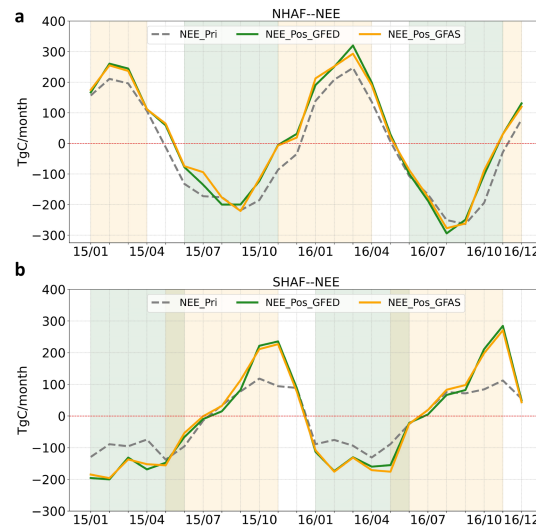 a
NHAF--NEE
NEE_Pri NEE_Pos_GFED NEE_Pos_GFAS
TgC/month
400
300
200
100
0
−100
−200
−300
15/01 15/04 15/07 15/10 16/01 16/04 16/07 16/10 16/12
b
SHAF--NEE
NEE_Pri NEE_Pos_GFED NEE_Pos_GFAS
TgC/month
400
300
200
100
0
−100
−200
−300
15/01 15/04 15/07 15/10 16/01 16/04 16/07 16/10 16/12